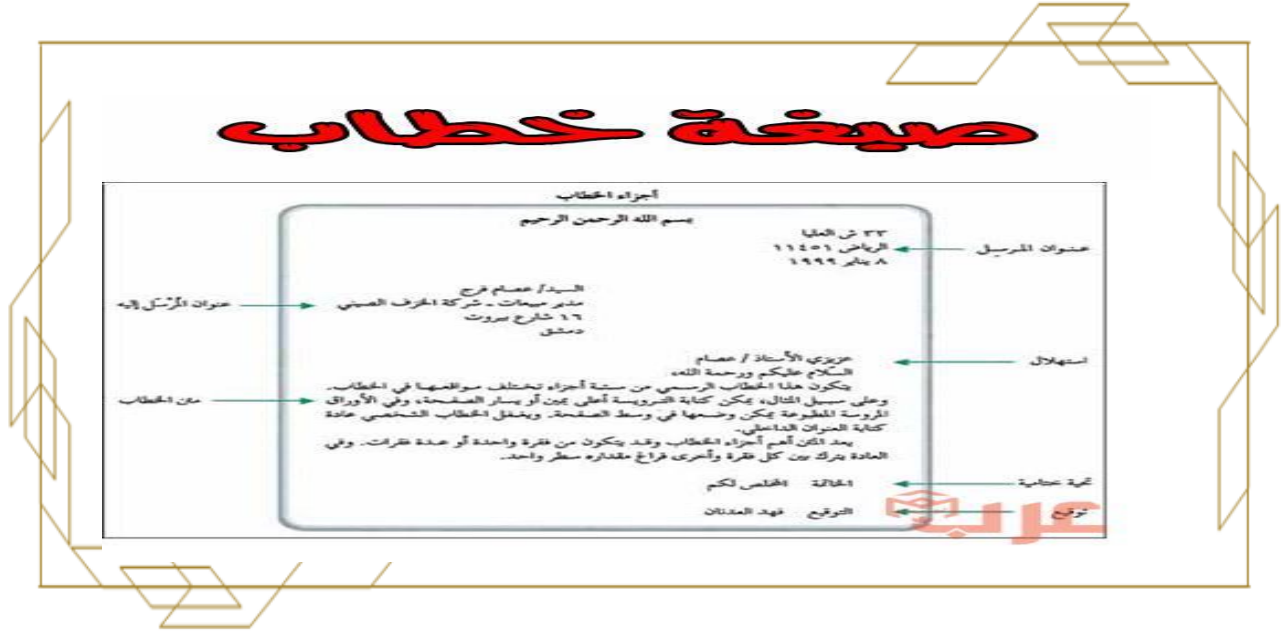 صيغة خطاب
أجزاء الخطاب
بسم الله الرحمن الرحيم
٣٣ ش العليا
عنوان المرسل
الرياض ١١٤٥١
٨ يناير ١٩٩٩
السيد/ عصام فرج
مدير مبيعات - شركة الخزف الصيني
عنوان المُرْسَل إليه
١٦ شارع بيروت
دمشق
استهلال
عزيزي الأستاذ / عصام
السلام عليكم ورحمة الله،
يتكون هذا الخطاب الرسمي من ستة أجزاء تختلف مواقعها في الخطاب.
وعلى سبيل المثال، يمكن كتابة الترويسة أعلى يمين أو يسار الصفحة، وفي الأوراق
متن الخطاب
المروسة المطبوعة يمكن وضعها في وسط الصفحة. ويغفل الخطاب الشخصي عادة
كتابة العنوان الداخلي.
يعد المتن أهم أجزاء الخطاب وقد يتكون من فقرة واحدة أو عدة فقرات. وفي
العادة يترك بين كل فقرة وأخرى فراغ مقداره سطر واحد.
تحية ختامية
الخاتمة المخلص لكم
توقيع
التوقيع فهد العدنان
عرب